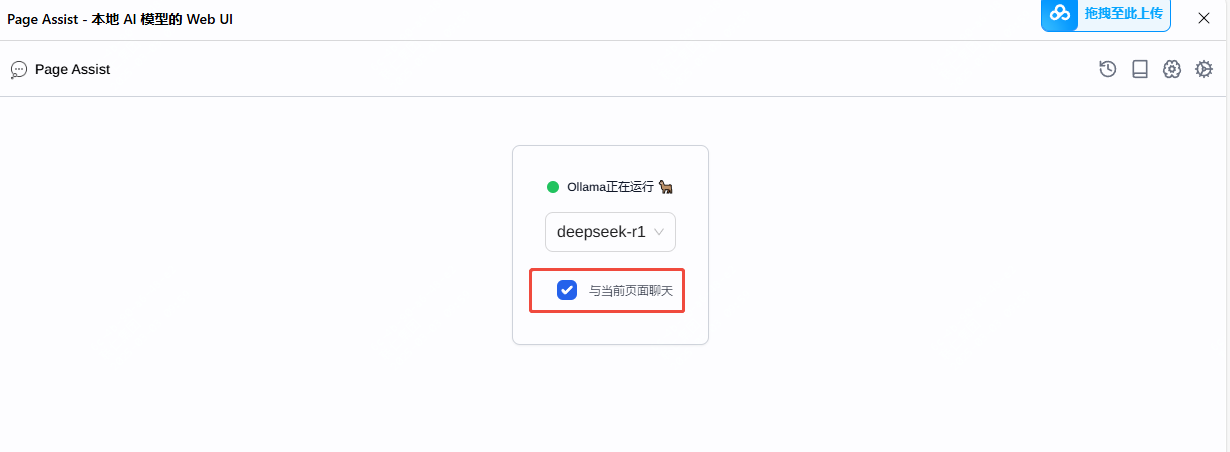 Page Assist - 本地 AI 模型的 Web UI
拖拽至此上传
Page Assist
Ollama正在运行 🦙
deepseek-r1
与当前页面聊天